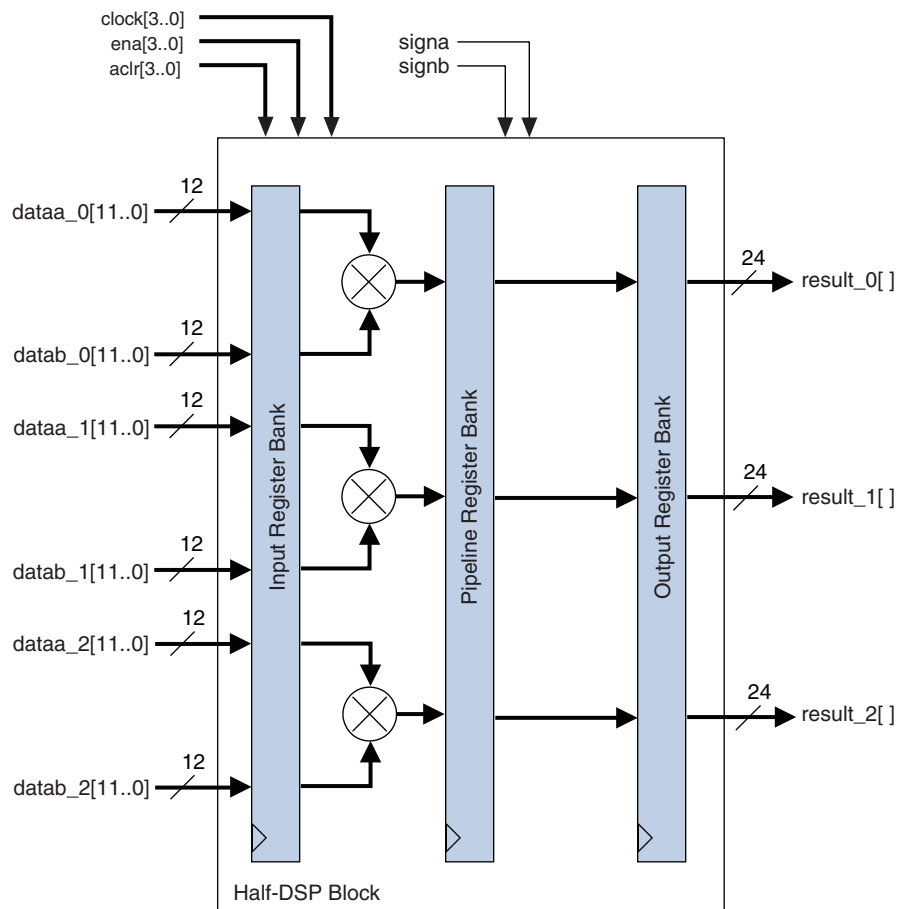 clock[3..0]
ena[3..0]
aclr[3..0]
signa
signb
12
dataa_0[11..0]
12
datab_0[11..0]
12
dataa_1[11..0]
12
datab_1[11..0]
12
dataa_2[11..0]
12
datab_2[11..0]
Input Register Bank
Pipeline Register Bank
Output Register Bank
24
result_0[ ]
24
result_1[ ]
24
result_2[ ]
Half-DSP Block